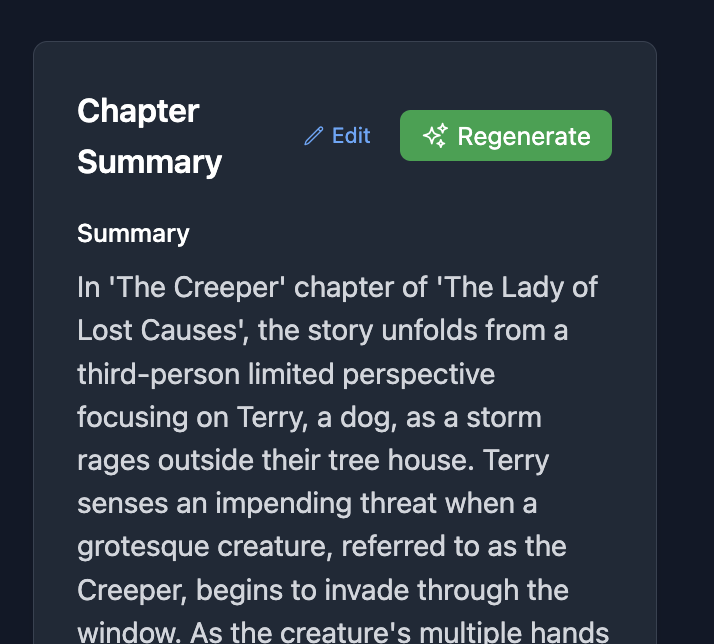 Chapter
Summary
Edit
Regenerate
Summary
In 'The Creeper' chapter of 'The Lady of
Lost Causes', the story unfolds from a
third-person limited perspective
focusing on Terry, a dog, as a storm
rages outside their tree house. Terry
senses an impending threat when a
grotesque creature, referred to as the
Creeper, begins to invade through the
window. As the creature's multiple hands